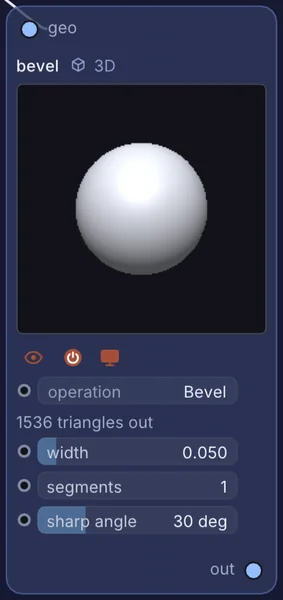 geo
bevel 3D
operation Bevel
1536 triangles out
width 0.050
segments 1
sharp angle 30 deg
out